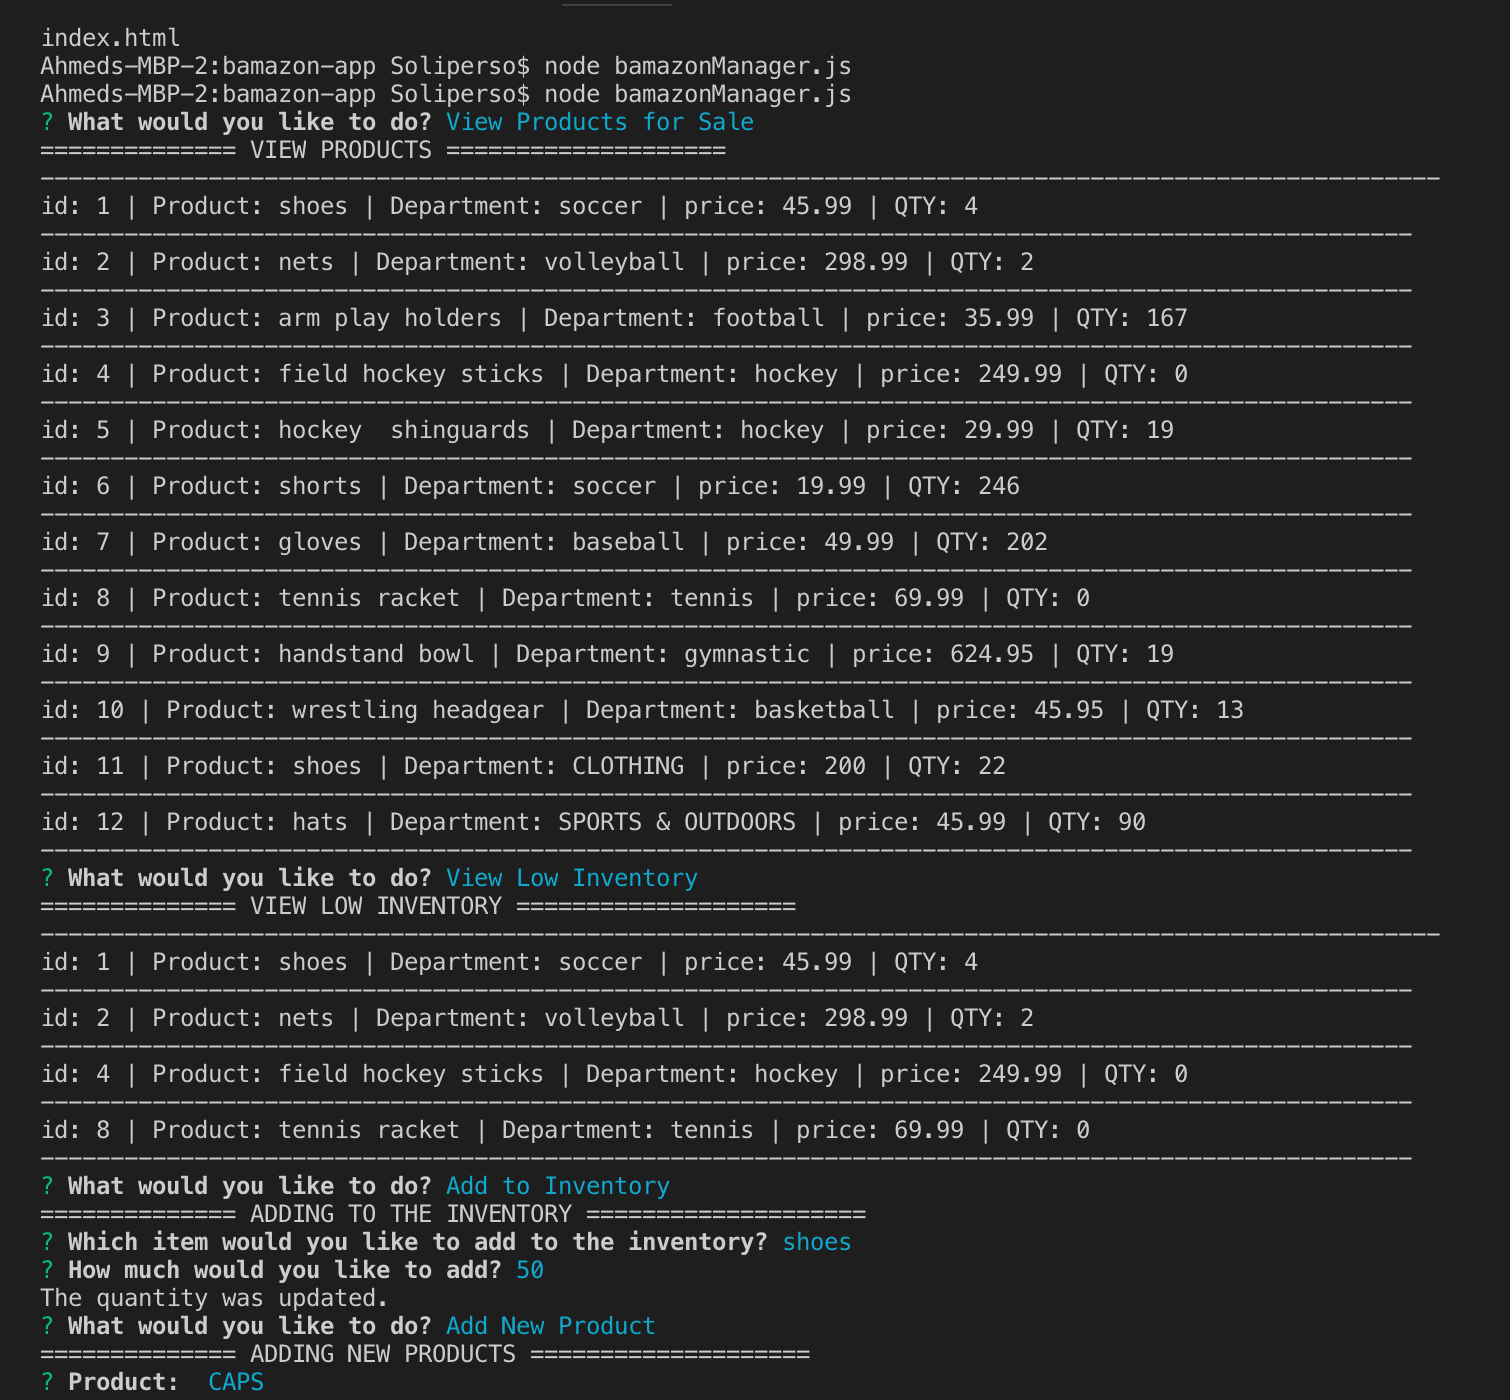 index.html
Ahmeds-MBP-2:bamazon-app Soliperso$ node bamazonManager.js
Ahmeds-MBP-2:bamazon-app Soliperso$ node bamazonManager.js
? What would you like to do? View Products for Sale
============== VIEW PRODUCTS ====================
----------------------------------------------------------------------------------------------------
id: 1 | Product: shoes | Department: soccer | price: 45.99 | QTY: 4
--------------------------------------------------------------------------------------------------
id: 2 | Product: nets | Department: volleyball | price: 298.99 | QTY: 2
--------------------------------------------------------------------------------------------------
id: 3 | Product: arm play holders | Department: football | price: 35.99 | QTY: 167
--------------------------------------------------------------------------------------------------
id: 4 | Product: field hockey sticks | Department: hockey | price: 249.99 | QTY: 0
--------------------------------------------------------------------------------------------------
id: 5 | Product: hockey  shinguards | Department: hockey | price: 29.99 | QTY: 19
--------------------------------------------------------------------------------------------------
id: 6 | Product: shorts | Department: soccer | price: 19.99 | QTY: 246
--------------------------------------------------------------------------------------------------
id: 7 | Product: gloves | Department: baseball | price: 49.99 | QTY: 202
--------------------------------------------------------------------------------------------------
id: 8 | Product: tennis racket | Department: tennis | price: 69.99 | QTY: 0
--------------------------------------------------------------------------------------------------
id: 9 | Product: handstand bowl | Department: gymnastic | price: 624.95 | QTY: 19
--------------------------------------------------------------------------------------------------
id: 10 | Product: wrestling headgear | Department: basketball | price: 45.95 | QTY: 13
--------------------------------------------------------------------------------------------------
id: 11 | Product: shoes | Department: CLOTHING | price: 200 | QTY: 22
--------------------------------------------------------------------------------------------------
id: 12 | Product: hats | Department: SPORTS & OUTDOORS | price: 45.99 | QTY: 90
--------------------------------------------------------------------------------------------------
? What would you like to do? View Low Inventory
============== VIEW LOW INVENTORY ====================
----------------------------------------------------------------------------------------------------
id: 1 | Product: shoes | Department: soccer | price: 45.99 | QTY: 4
--------------------------------------------------------------------------------------------------
id: 2 | Product: nets | Department: volleyball | price: 298.99 | QTY: 2
--------------------------------------------------------------------------------------------------
id: 4 | Product: field hockey sticks | Department: hockey | price: 249.99 | QTY: 0
--------------------------------------------------------------------------------------------------
id: 8 | Product: tennis racket | Department: tennis | price: 69.99 | QTY: 0
--------------------------------------------------------------------------------------------------
? What would you like to do? Add to Inventory
============== ADDING TO THE INVENTORY ====================
? Which item would you like to add to the inventory? shoes
? How much would you like to add? 50
The quantity was updated.
? What would you like to do? Add New Product
============== ADDING NEW PRODUCTS ====================
? Product:  CAPS